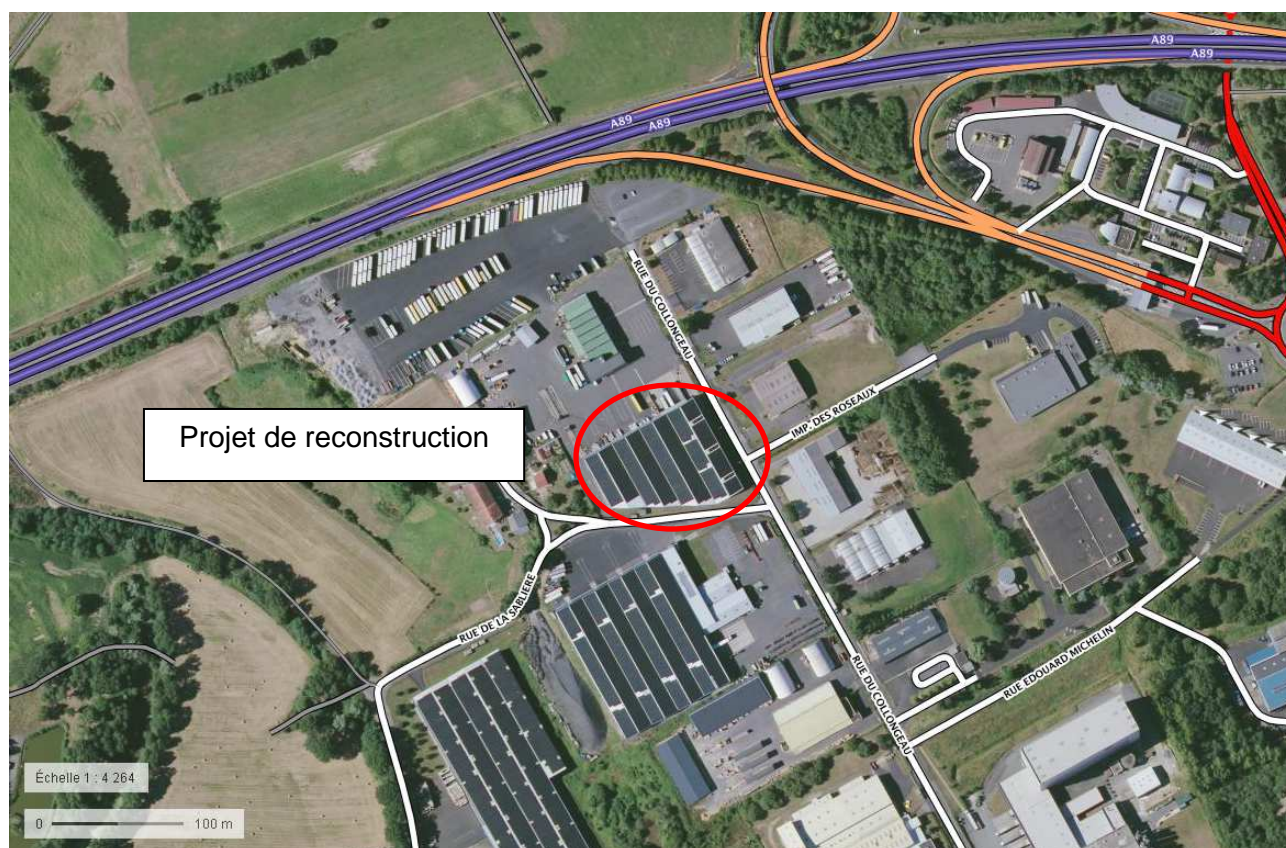 A89
A89
A89
A89
RUE DU COLLONGEAU
IMP. DES ROSEAUX
Projet de reconstruction
RUE DE LA SABLIERE
RUE DU COLLONGEAU
RUE EDOUARD MICHELIN
Échelle 1 : 4 264
0 100 m